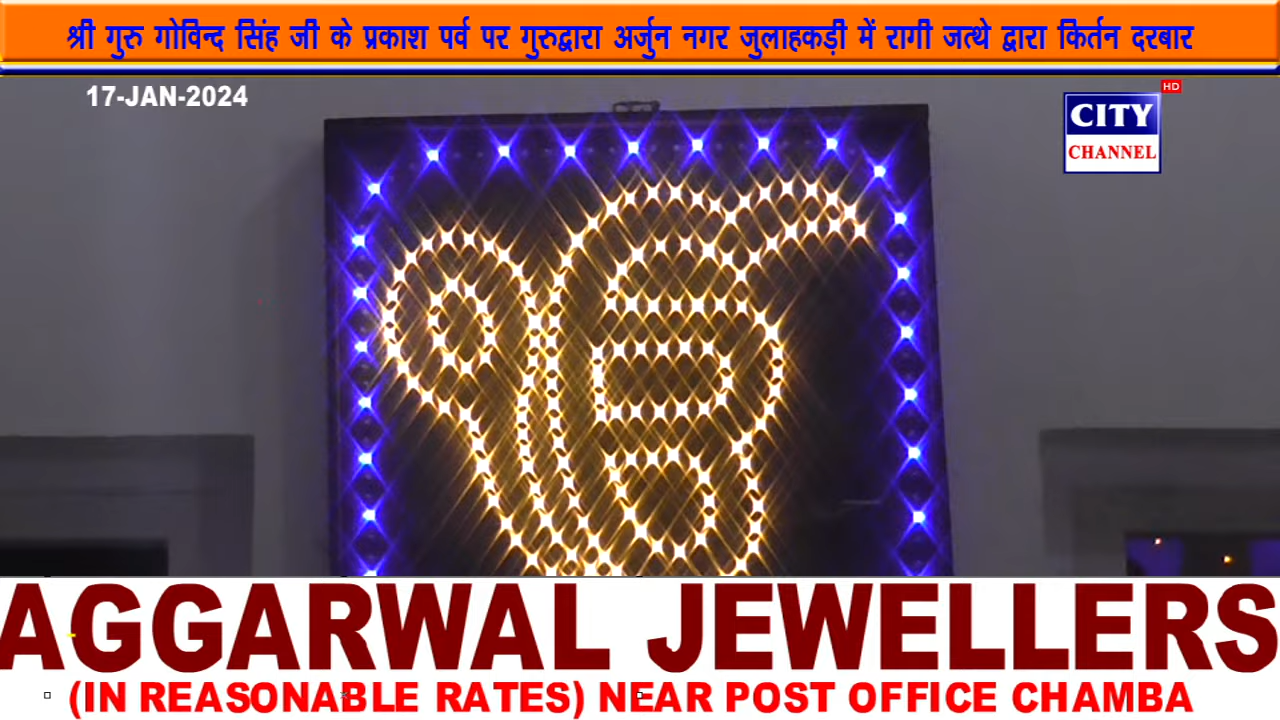 श्री गुरु गोविन्द सिंह जी के प्रकाश पर्व पर गुरुद्वारा अर्जुन नगर जुलाहकड़ी में रागी जत्थे द्वारा किर्तन दरबार
17-JAN-2024
HD
CITY
CHANNEL
ੴ
AGGARWAL JEWELLERS
(IN REASONABLE RATES) NEAR POST OFFICE CHAMBA